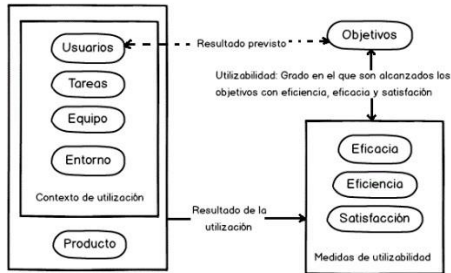 Usuarios
Tareas
Equipo
Entorno
Contexto de utilización
Producto
Resultado previsto
Objetivos
Utilizabilidad: Grado en el que son alcanzados los
objetivos con eficiencia, eficacia y satisfación
Resultado de la
utilización
Eficacia
Eficiencia
Satisfacción
Medidas de utilizabilidad